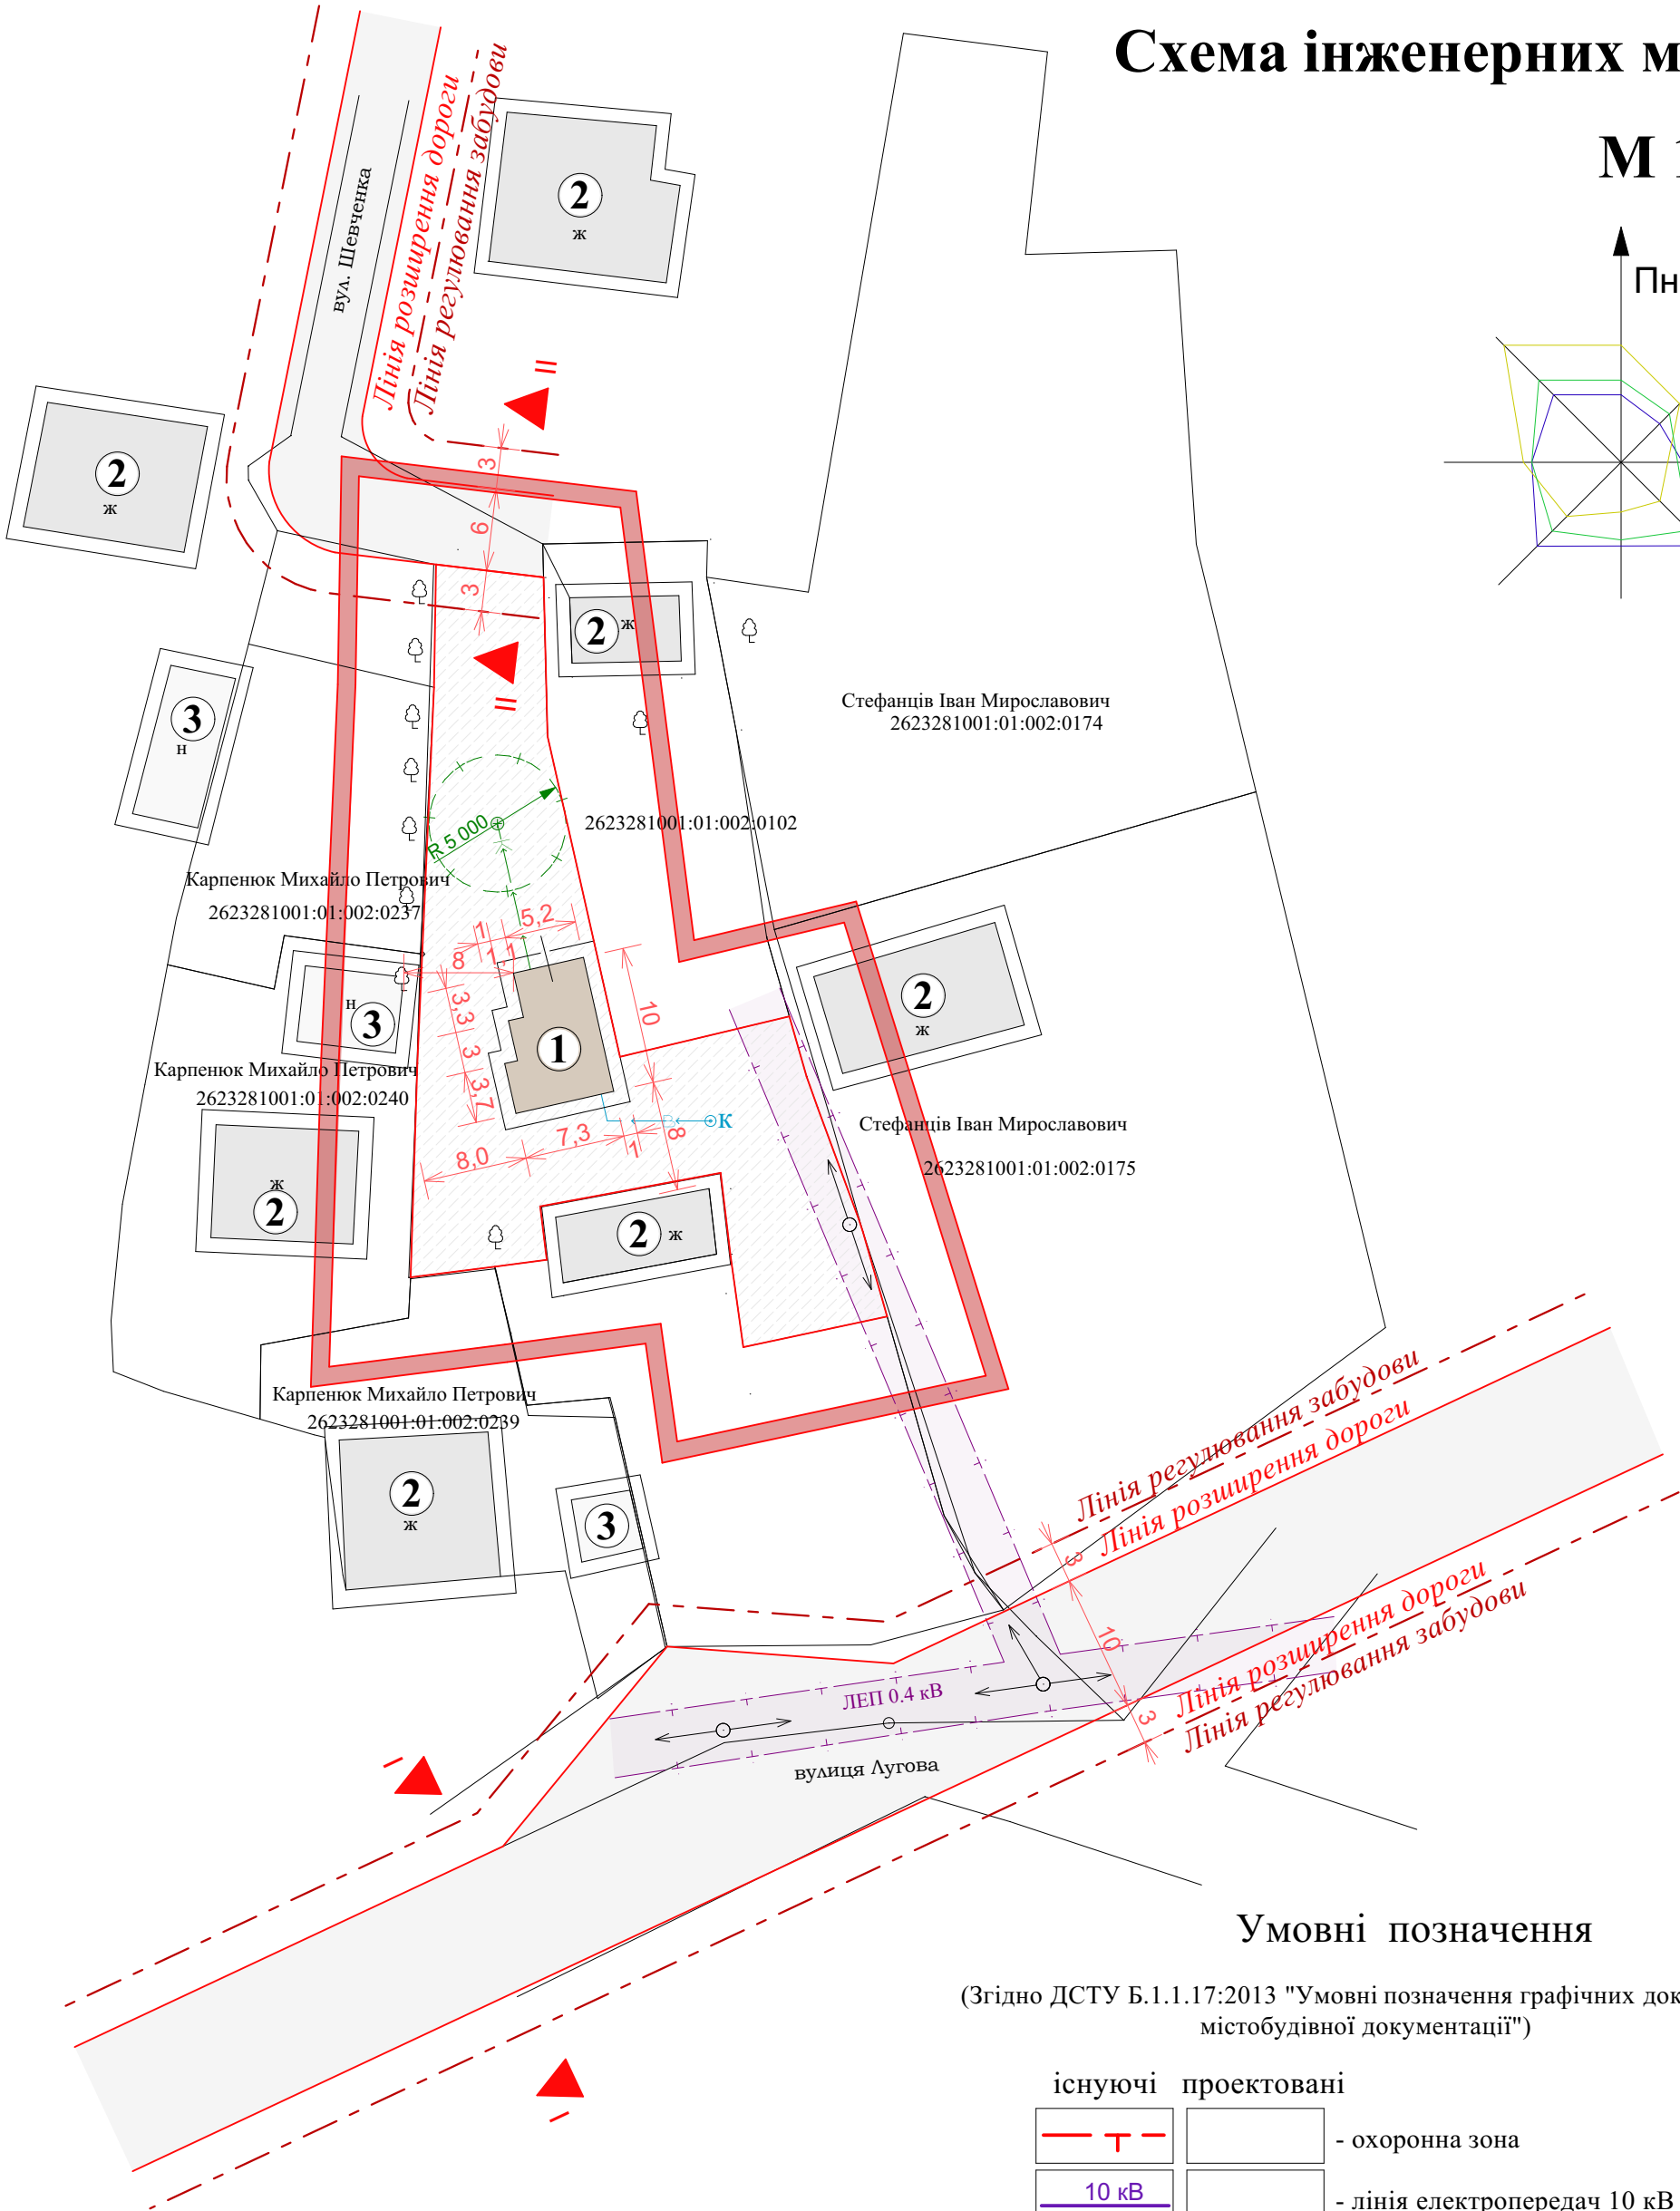 Схема інженерних м
М 1
Пн
вул. Шевченка
Лінія розширення дороги
Лінія регулювання забудови
2
ж
II
3
2
ж
6
3
2
ж
II
3
н
Стефанців Іван Мирославович
2623281001:01:002:0174
R 5 000
2623281001:01:002:0102
Карпенюк Михайло Петрович
2623281001:01:002:0237
5,2
1
1,1
8
3,3
10
н
3
3
1
2
ж
Карпенюк Михайло Петрович
2623281001:01:002:0240
3,7
К
8
7,3
1
8,0
Стефанців Іван Мирославович
2623281001:01:002:0175
ж
2
2
ж
Карпенюк Михайло Петрович
2623281001:01:002:0239
2
ж
3
Лінія регулювання забудови
Лінія розширення дороги
3
10
3
Лінія розширення дороги
Лінія регулювання забудови
ЛЕП 0.4 кВ
вулиця Лугова
I
I
Умовні позначення
(Згідно ДСТУ Б.1.1.17:2013 "Умовні позначення графічних док
містобудівної документації")
існуючі проектовані
- охоронна зона
10 кВ
- лінія електропередач 10 кВ